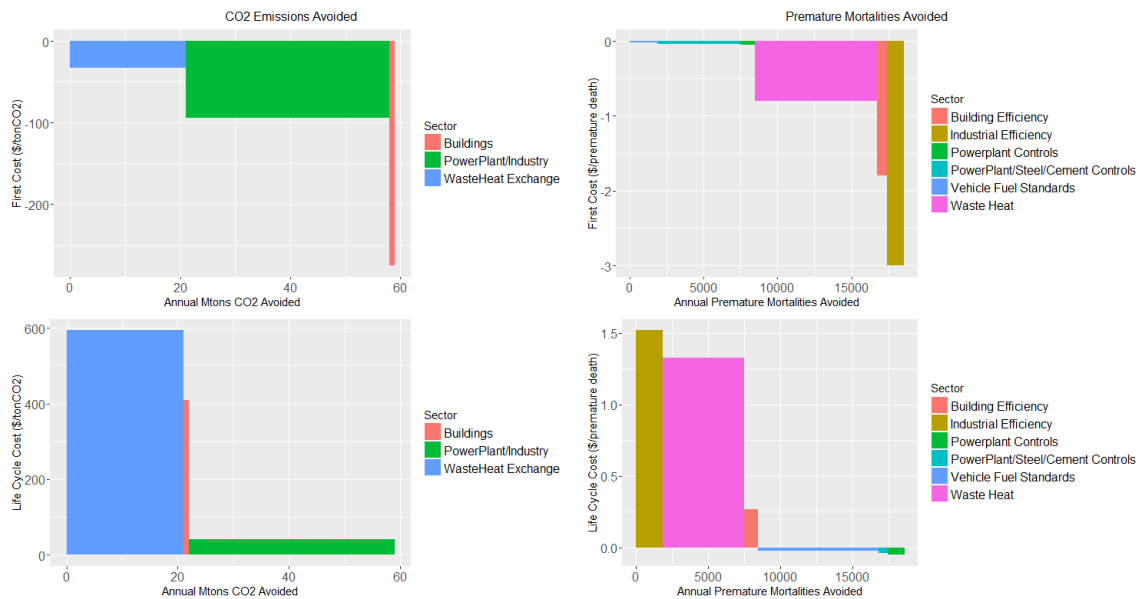 CO2 Emissions Avoided
0
-100
-200
First Cost ($/tonCO2)
0
20
40
60
Annual Mtons CO2 Avoided
Sector
Buildings
PowerPlant/Industry
WasteHeat Exchange
Premature Mortalities Avoided
0
-1
-2
-3
First Cost ($/premature death)
0
5000
10000
15000
Annual Premature Mortalities Avoided
Sector
Building Efficiency
Industrial Efficiency
Powerplant Controls
PowerPlant/Steel/Cement Controls
Vehicle Fuel Standards
Waste Heat
600
400
200
0
Life Cycle Cost ($/tonCO2)
0
20
40
60
Annual Mtons CO2 Avoided
Sector
Buildings
PowerPlant/Industry
WasteHeat Exchange
1.5
1.0
0.5
0.0
Life Cycle Cost ($/premature death)
0
5000
10000
15000
Annual Premature Mortalities Avoided
Sector
Building Efficiency
Industrial Efficiency
Powerplant Controls
PowerPlant/Steel/Cement Controls
Vehicle Fuel Standards
Waste Heat